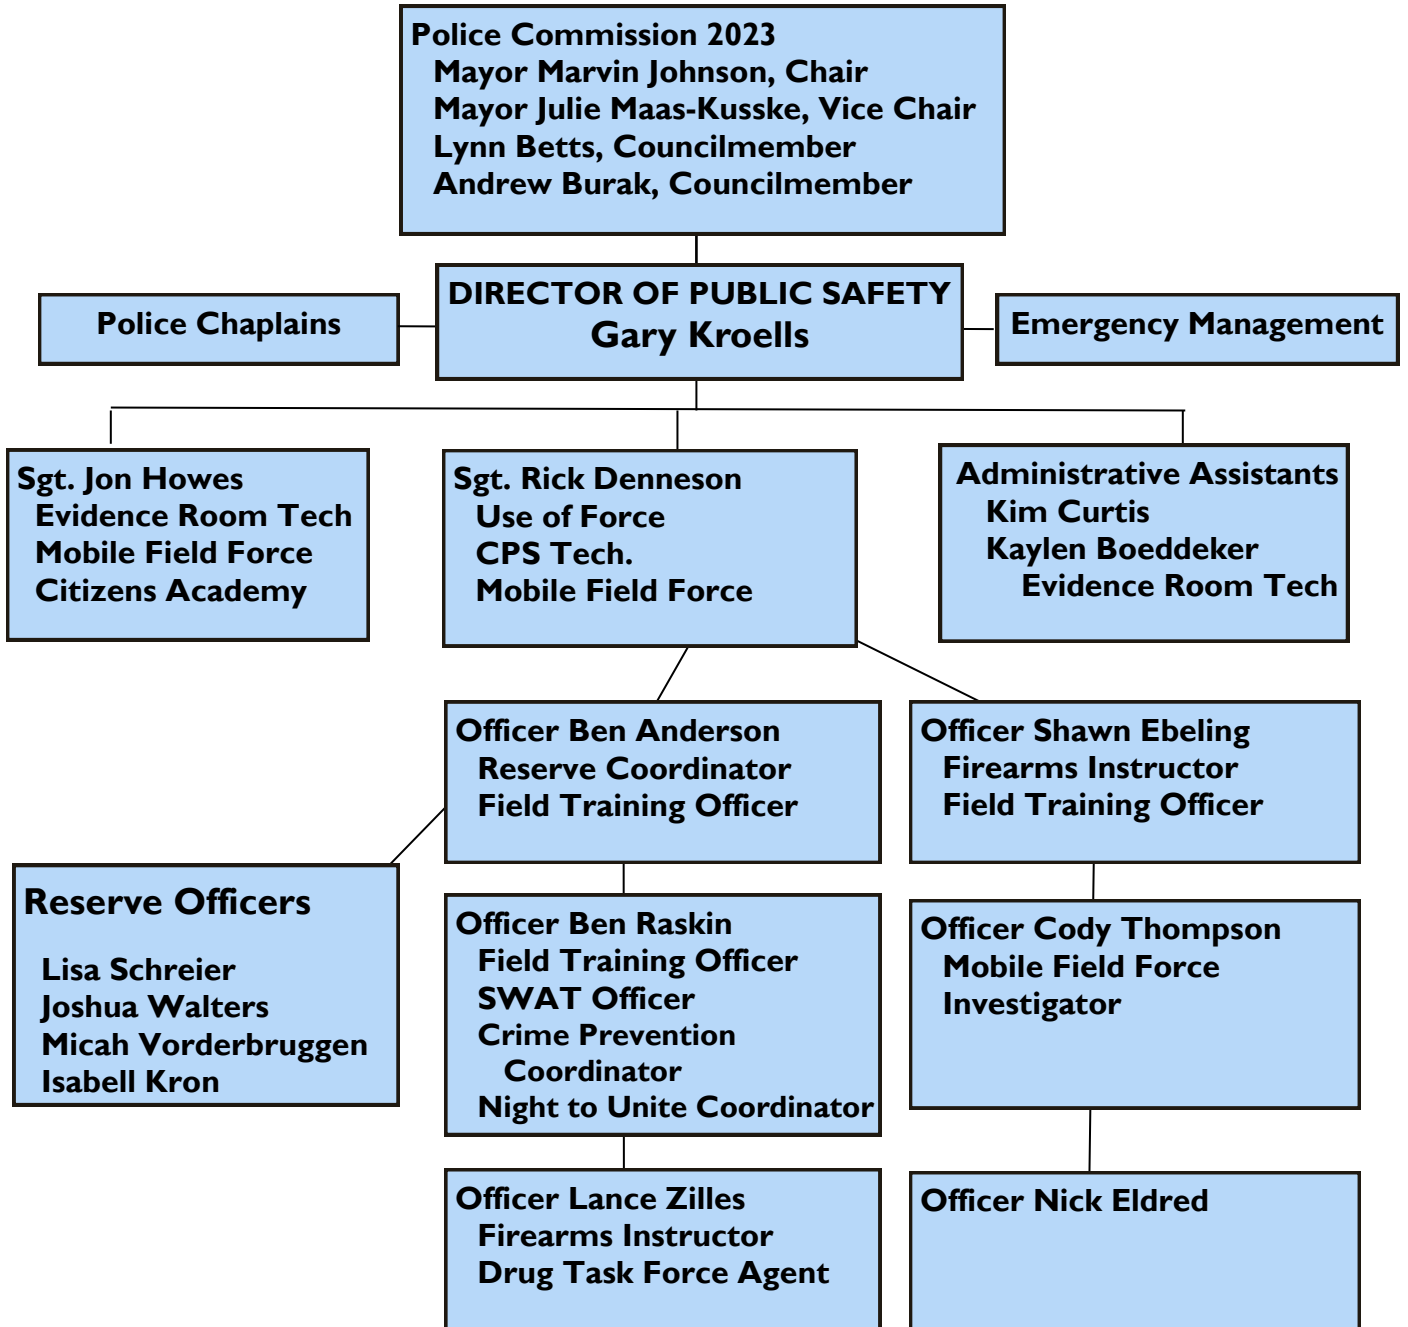 Police Commission 2023
Mayor Marvin Johnson, Chair
Mayor Julie Maas-Kusske, Vice Chair
Lynn Betts, Councilmember
Andrew Burak, Councilmember
Police Chaplains
DIRECTOR OF PUBLIC SAFETY
Gary Kroells
Emergency Management
Sgt. Jon Howes
Evidence Room Tech
Mobile Field Force
Citizens Academy
Sgt. Rick Denneson
Use of Force
CPS Tech.
Mobile Field Force
Administrative Assistants
Kim Curtis
Kaylen Boeddeker
Evidence Room Tech
Officer Ben Anderson
Reserve Coordinator
Field Training Officer
Officer Shawn Ebeling
Firearms Instructor
Field Training Officer
Reserve Officers
Lisa Schreier
Joshua Walters
Micah Vorderbruggen
Isabell Kron
Officer Ben Raskin
Field Training Officer
SWAT Officer
Crime Prevention
Coordinator
Night to Unite Coordinator
Officer Cody Thompson
Mobile Field Force
Investigator
Officer Lance Zilles
Firearms Instructor
Drug Task Force Agent
Officer Nick Eldred